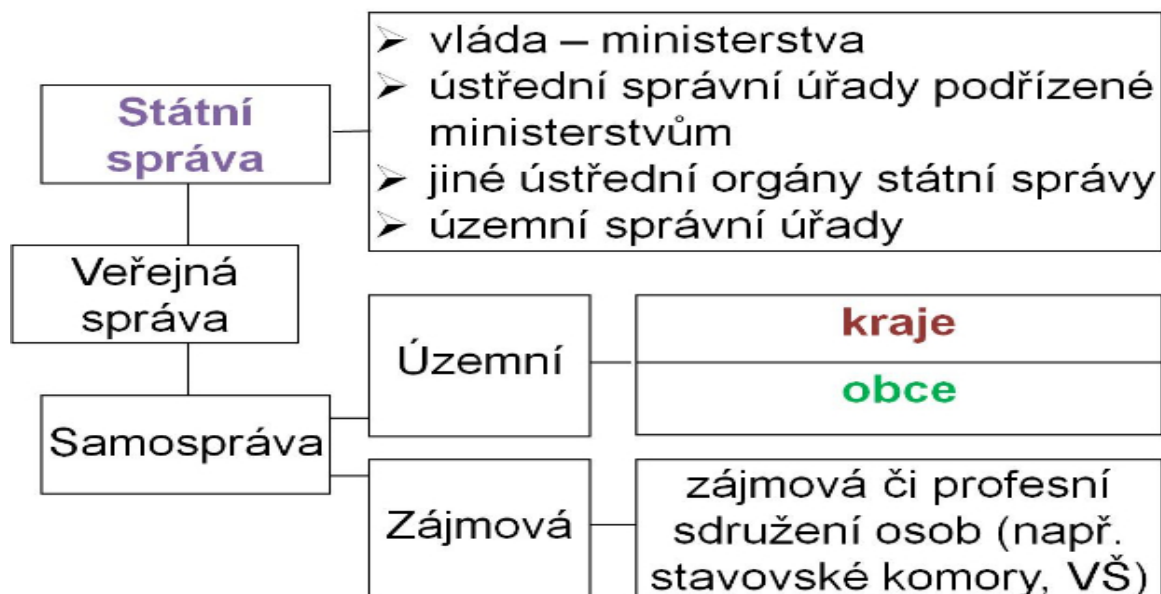 Státní
správa
➢ vláda – ministerstva
➢ ústřední správní úřady podřízené
ministerstvům
➢ jiné ústřední orgány státní správy
➢ územní správní úřady
Veřejná
správa
Samospráva
Územní
kraje
obce
Zájmová
zájmová či profesní
sdružení osob (např.
stavovské komory, VŠ)